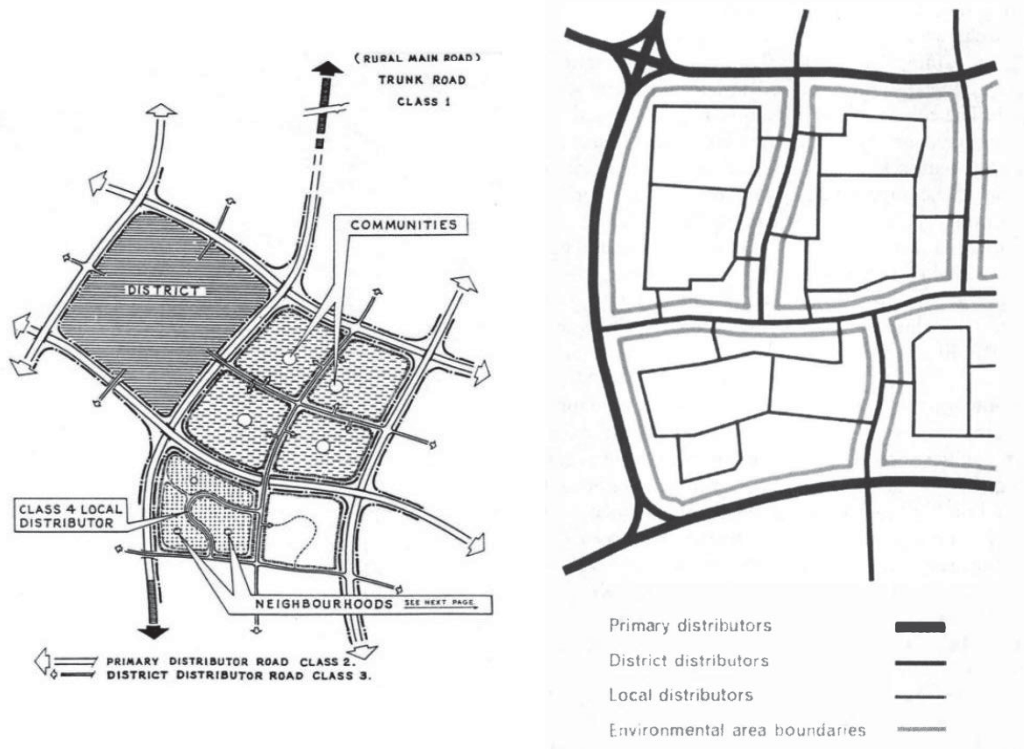 (RURAL MAIN ROAD)
TRUNK ROAD
CLASS 1
COMMUNITIES
DISTRICT
CLASS 4 LOCAL
DISTRIBUTOR
NEIGHBOURHOODS SEE NEXT PAGE
PRIMARY DISTRIBUTOR ROAD CLASS 2.
DISTRICT DISTRIBUTOR ROAD CLASS 3.
Primary distributors
District distributors
Local distributors
Environmental area boundaries